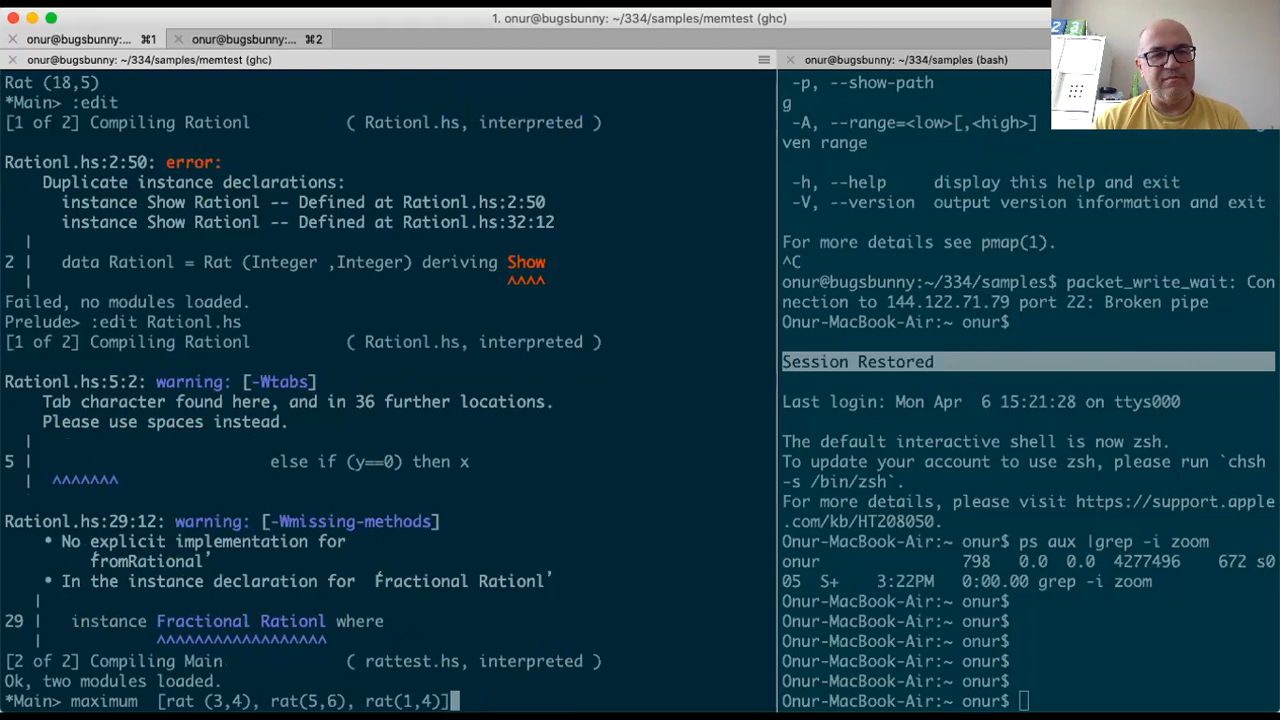 1. onur@bugsbunny: ~/334/samples/memtest (ghc)
onur@bugsbunny: ~/... ⌘1
onur@bugsbunny: ~/... ⌘2
onur@bugsbunny: ~/334/samples/memtest (ghc)
Rat (18,5)
*Main> :edit
[1 of 2] Compiling Rationl          ( Rationl.hs, interpreted )
Rationl.hs:2:50: error:
Duplicate instance declarations:
instance Show Rationl -- Defined at Rationl.hs:2:50
instance Show Rationl -- Defined at Rationl.hs:32:12
|
2 |   data Rationl = Rat (Integer ,Integer) deriving Show
|                                                  ^^^^
Failed, no modules loaded.
Prelude> :edit Rationl.hs
[1 of 2] Compiling Rationl          ( Rationl.hs, interpreted )
Rationl.hs:5:2: warning: [-Wtabs]
Tab character found here, and in 36 further locations.
Please use spaces instead.
|
5 |                   else if (y==0) then x
|  ^^^^^^^
Rationl.hs:29:12: warning: [-Wmissing-methods]
• No explicit implementation for
‘fromRational’
• In the instance declaration for ‘Fractional Rationl’
|
29 |   instance Fractional Rationl where
|            ^^^^^^^^^^^^^^^^^^
[2 of 2] Compiling Main             ( rattest.hs, interpreted )
Ok, two modules loaded.
*Main> maximum  [rat (3,4), rat(5,6), rat(1,4)]
onur@bugsbunny: ~/334/samples (bash)
-p, --show-path
g
-A, --range=<low>[,<high>]
ven range
-h, --help     display this help and exit
-V, --version  output version information and exit
For more details see pmap(1).
^C
onur@bugsbunny:~/334/samples$ packet_write_wait: Con
nection to 144.122.71.79 port 22: Broken pipe
Onur-MacBook-Air:~ onur$
Session Restored
Last login: Mon Apr  6 15:21:28 on ttys000
The default interactive shell is now zsh.
To update your account to use zsh, please run `chsh
-s /bin/zsh`.
For more details, please visit https://support.apple
.com/kb/HT208050.
Onur-MacBook-Air:~ onur$ ps aux |grep -i zoom
onur               798   0.0  0.0  4277496    672 s0
05  S+    3:22PM   0:00.00 grep -i zoom
Onur-MacBook-Air:~ onur$
Onur-MacBook-Air:~ onur$
Onur-MacBook-Air:~ onur$
Onur-MacBook-Air:~ onur$
Onur-MacBook-Air:~ onur$
Onur-MacBook-Air:~ onur$